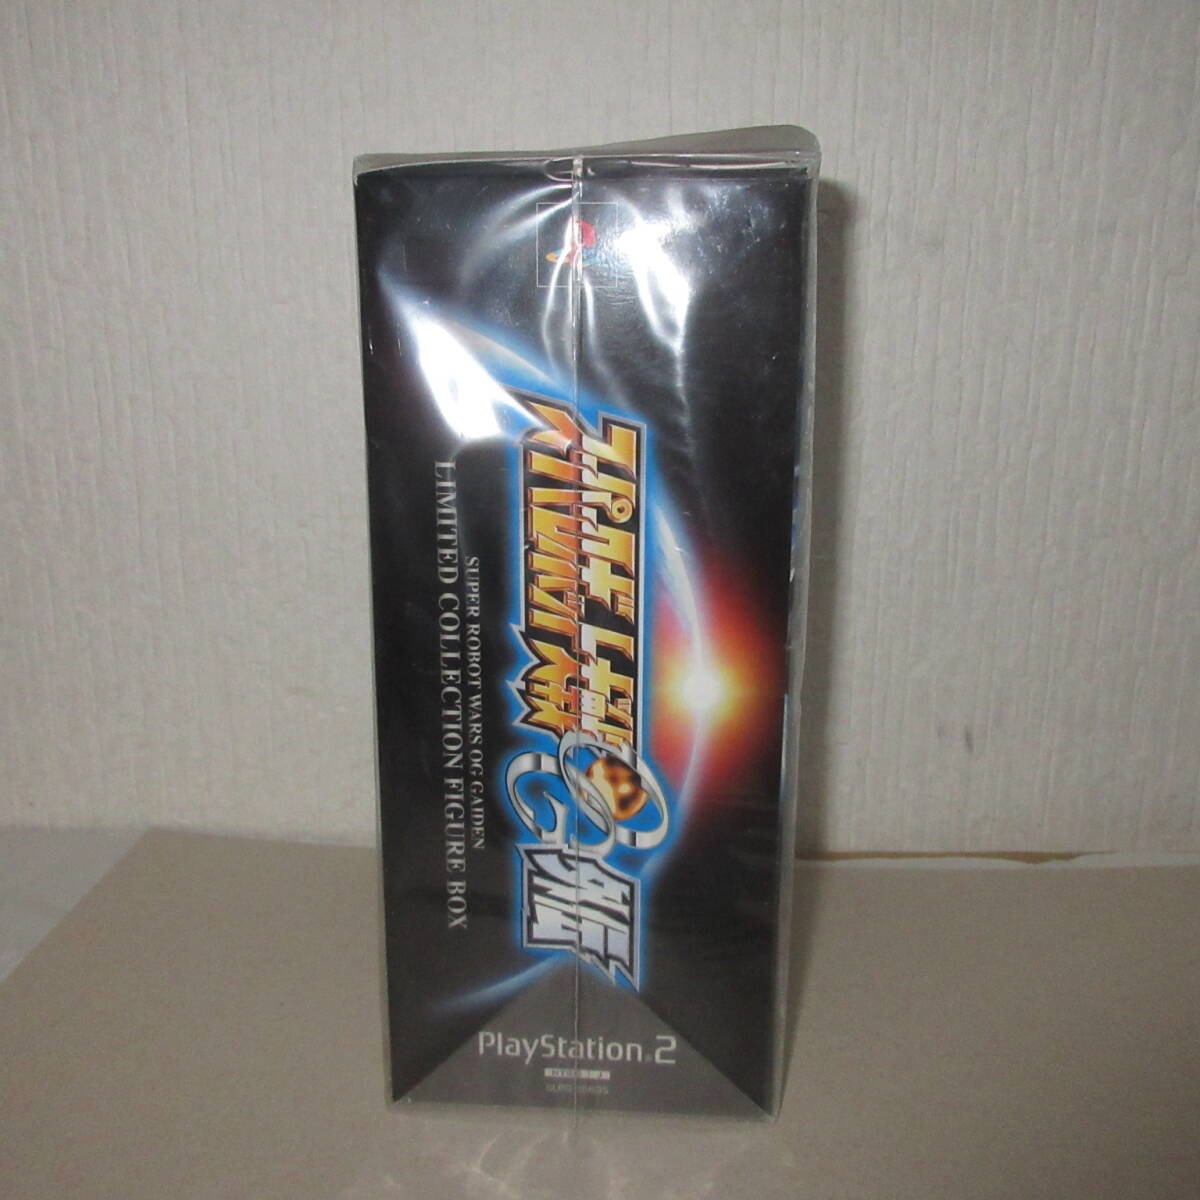 スーパーロボット大戦
OG外伝
SUPER ROBOT WARS OG GAIDEN
LIMITED COLLECTION FIGURE BOX
PlayStation.2